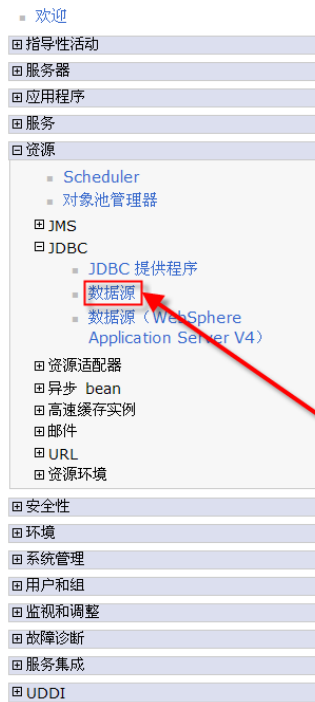 欢迎
指导性活动
服务器
应用程序
服务
资源
Scheduler
对象池管理器
JMS
JDBC
JDBC 提供程序
数据源
数据源（WebSphere
Application Server V4）
资源适配器
异步 bean
高速缓存实例
邮件
URL
资源环境
安全性
环境
系统管理
用户和组
监视和调整
故障诊断
服务集成
UDDI